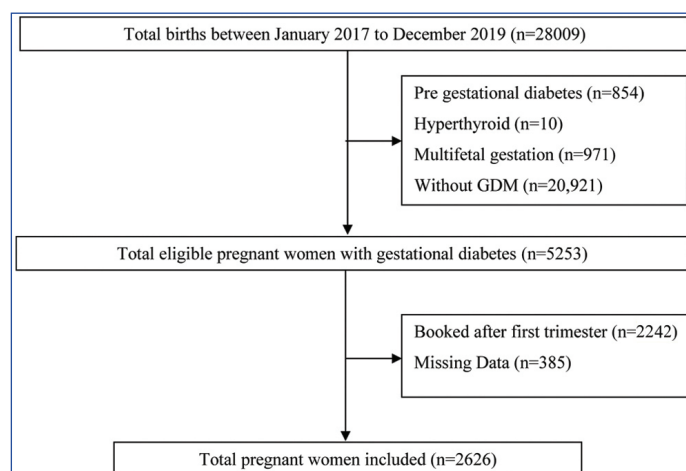 Total births between January 2017 to December 2019 (n=28009)
Pre gestational diabetes (n=854)
Hyperthyroid (n=10)
Multifetal gestation (n=971)
Without GDM (n=20,921)
Total eligible pregnant women with gestational diabetes (n=5253)
Booked after first trimester (n=2242)
Missing Data (n=385)
Total pregnant women included (n=2626)